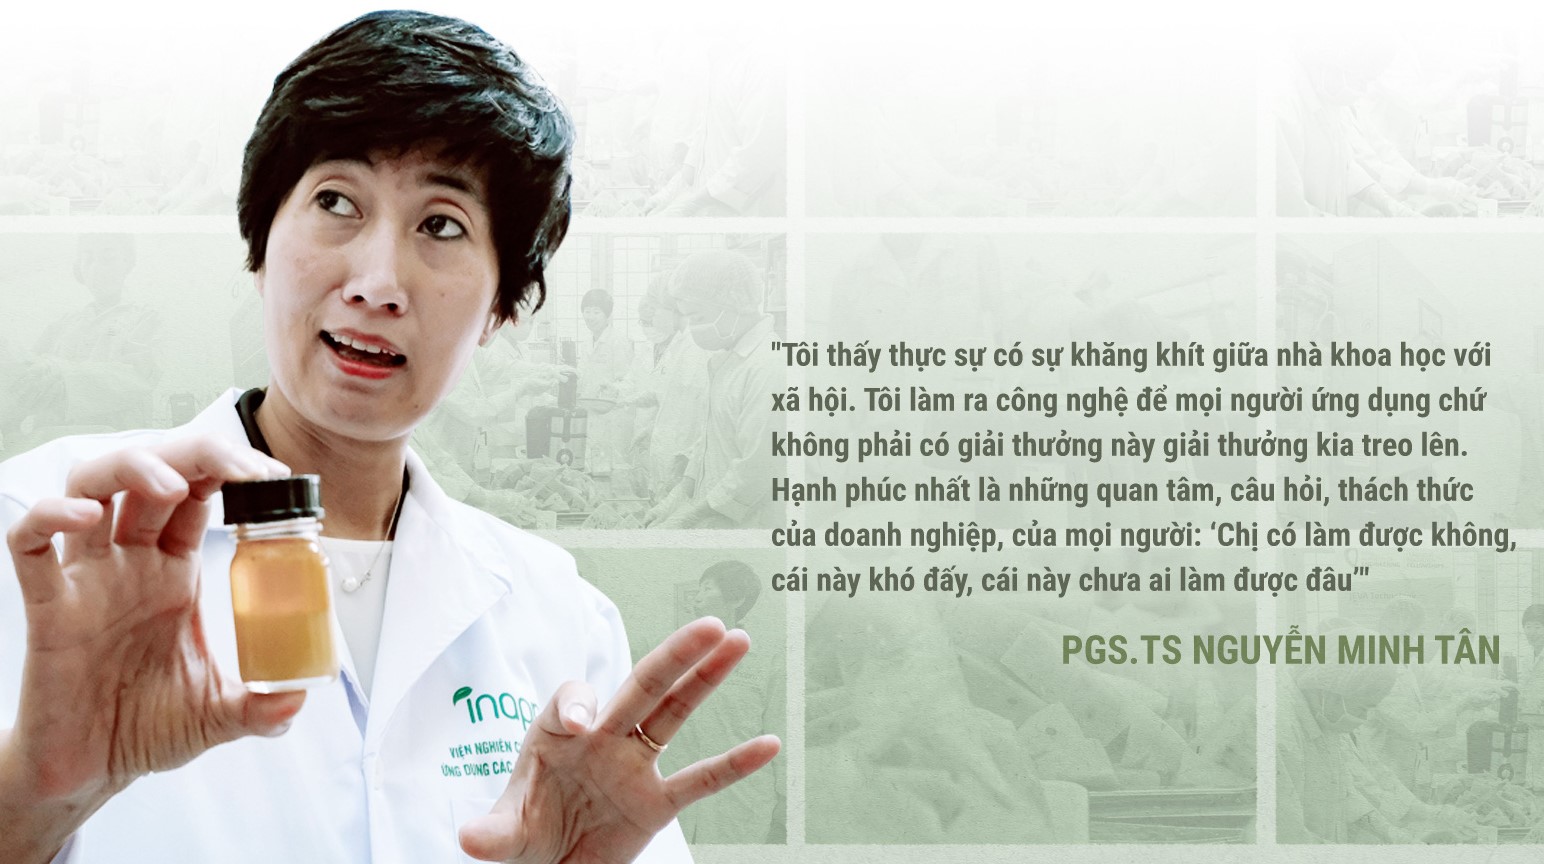 "Tôi thấy thực sự có sự khăng khít giữa nhà khoa học với
xã hội. Tôi làm ra công nghệ để mọi người ứng dụng chứ
không phải có giải thưởng này giải thưởng kia treo lên.
Hạnh phúc nhất là những quan tâm, câu hỏi, thách thức
của doanh nghiệp, của mọi người: ‘Chị có làm được không,
cái này khó đấy, cái này chưa ai làm được đâu’"
PGS.TS NGUYỄN MINH TÂN
inap
VIỆN NGHIÊN
ỨNG DỤNG CÁC